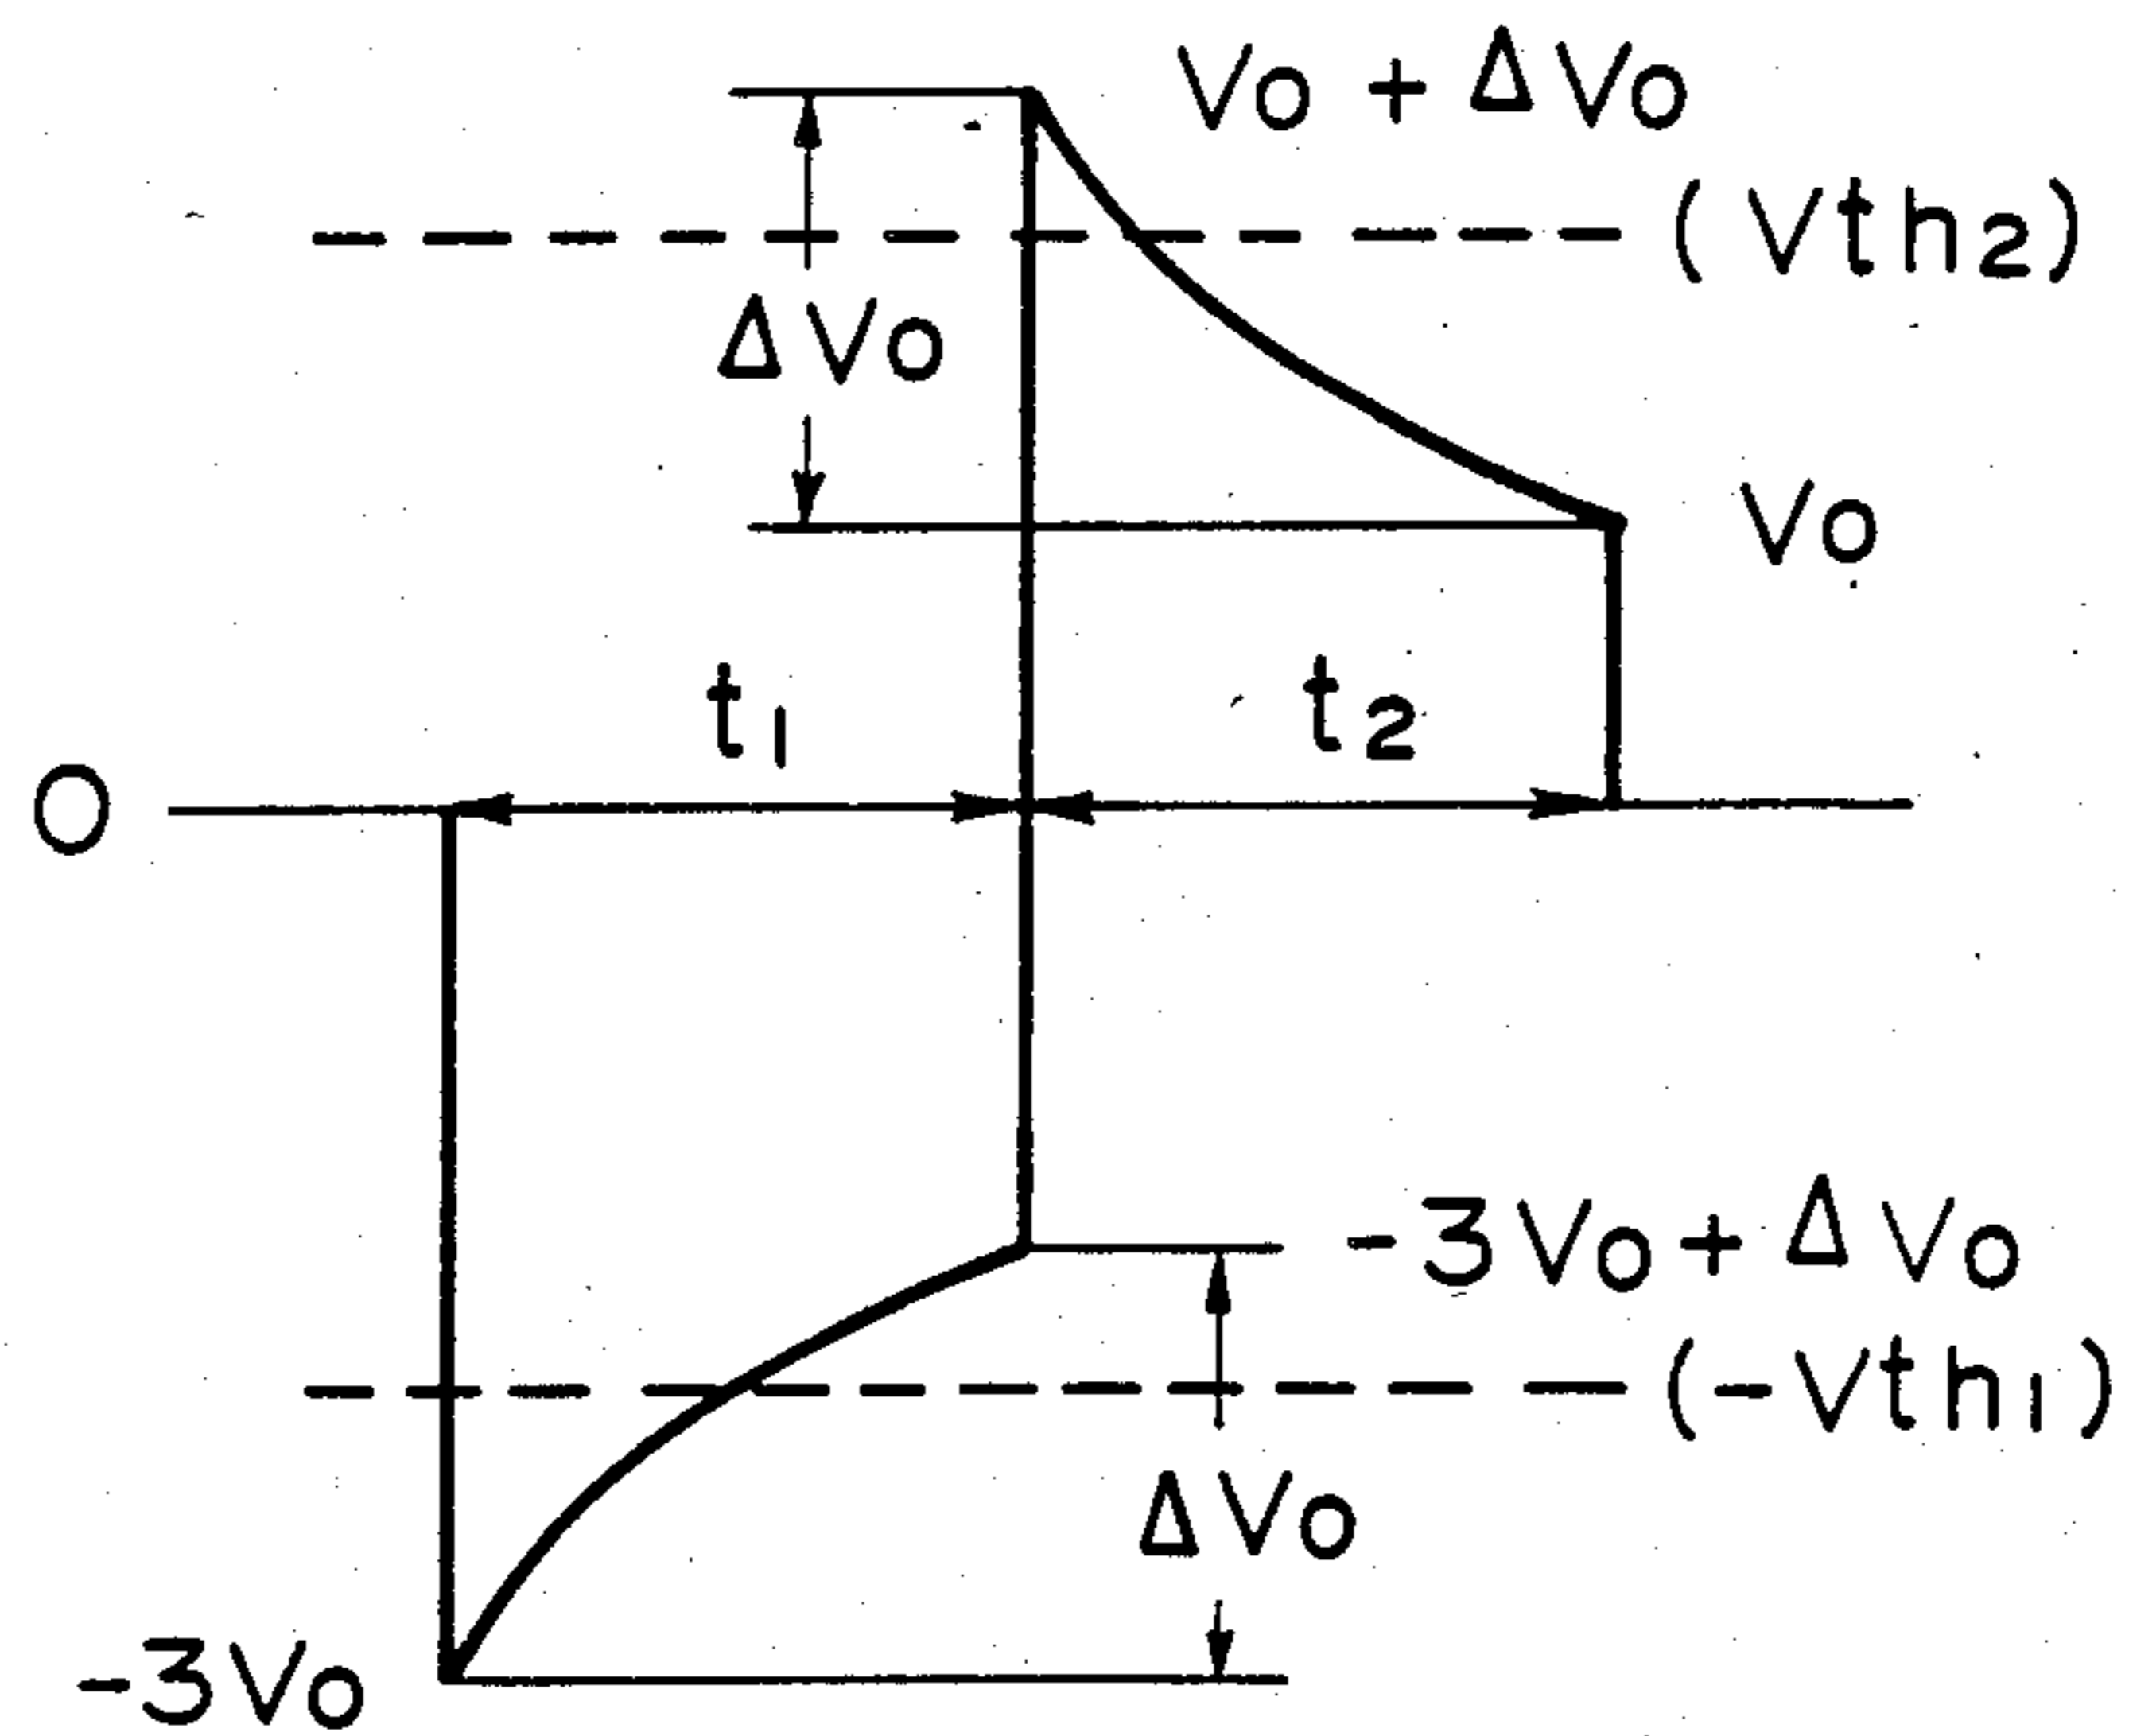 Vo + ΔVo
(Vth2)
ΔVo
Vo
t1
t2
O
-3Vo+ΔVo
(-Vth1)
ΔVo
-3Vo